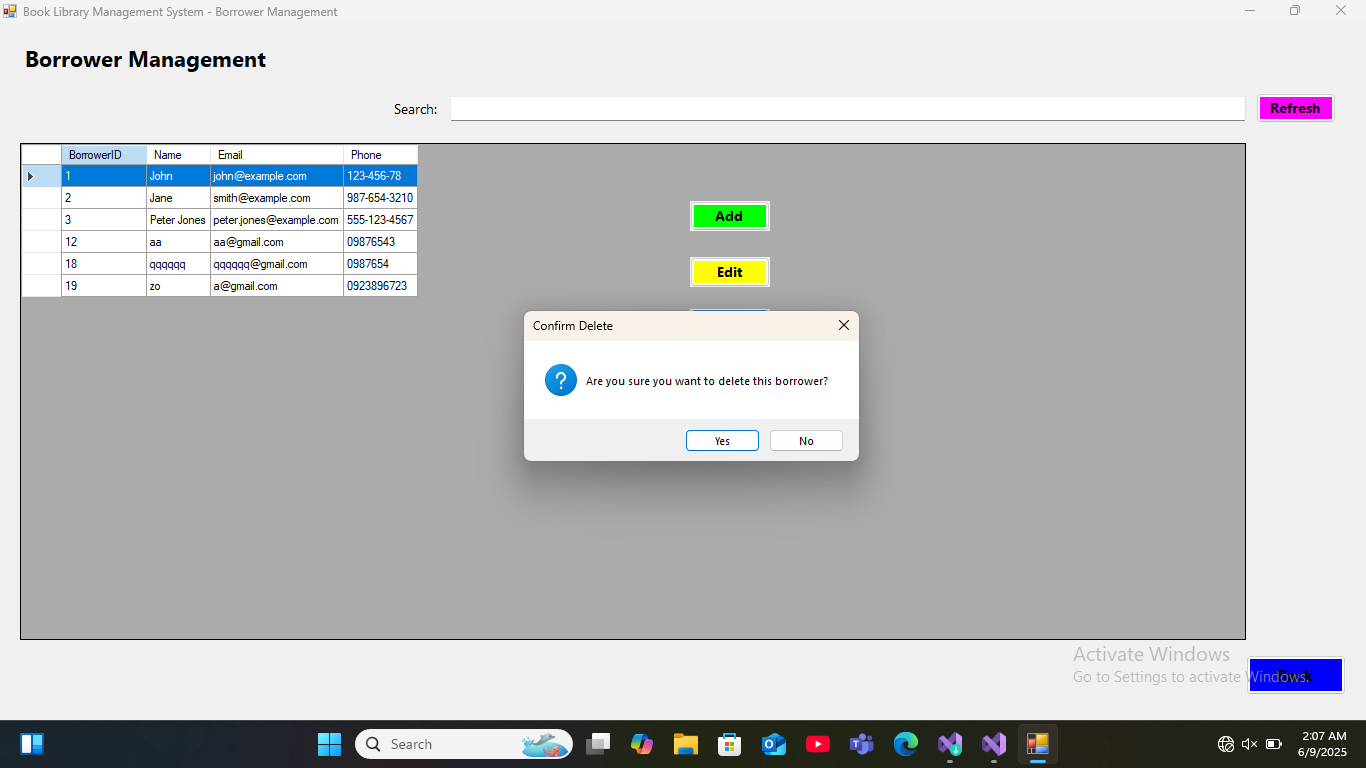 Book Library Management System - Borrower Management
Borrower Management
Search:
Refresh
BorrowerID Name Email Phone
1 John john@example.com 123-456-78
2 Jane smith@example.com 987-654-3210
3 Peter Jones peter.jones@example.com 555-123-4567
12 aa aa@gmail.com 09876543
18 qqqqqq qqqqqq@gmail.com 0987654
19 zo a@gmail.com 0923896723
Add
Edit
Confirm Delete
Are you sure you want to delete this borrower?
Yes No
Activate Windows
Go to Settings to activate Windows.
Back
Search
2:07 AM
6/9/2025